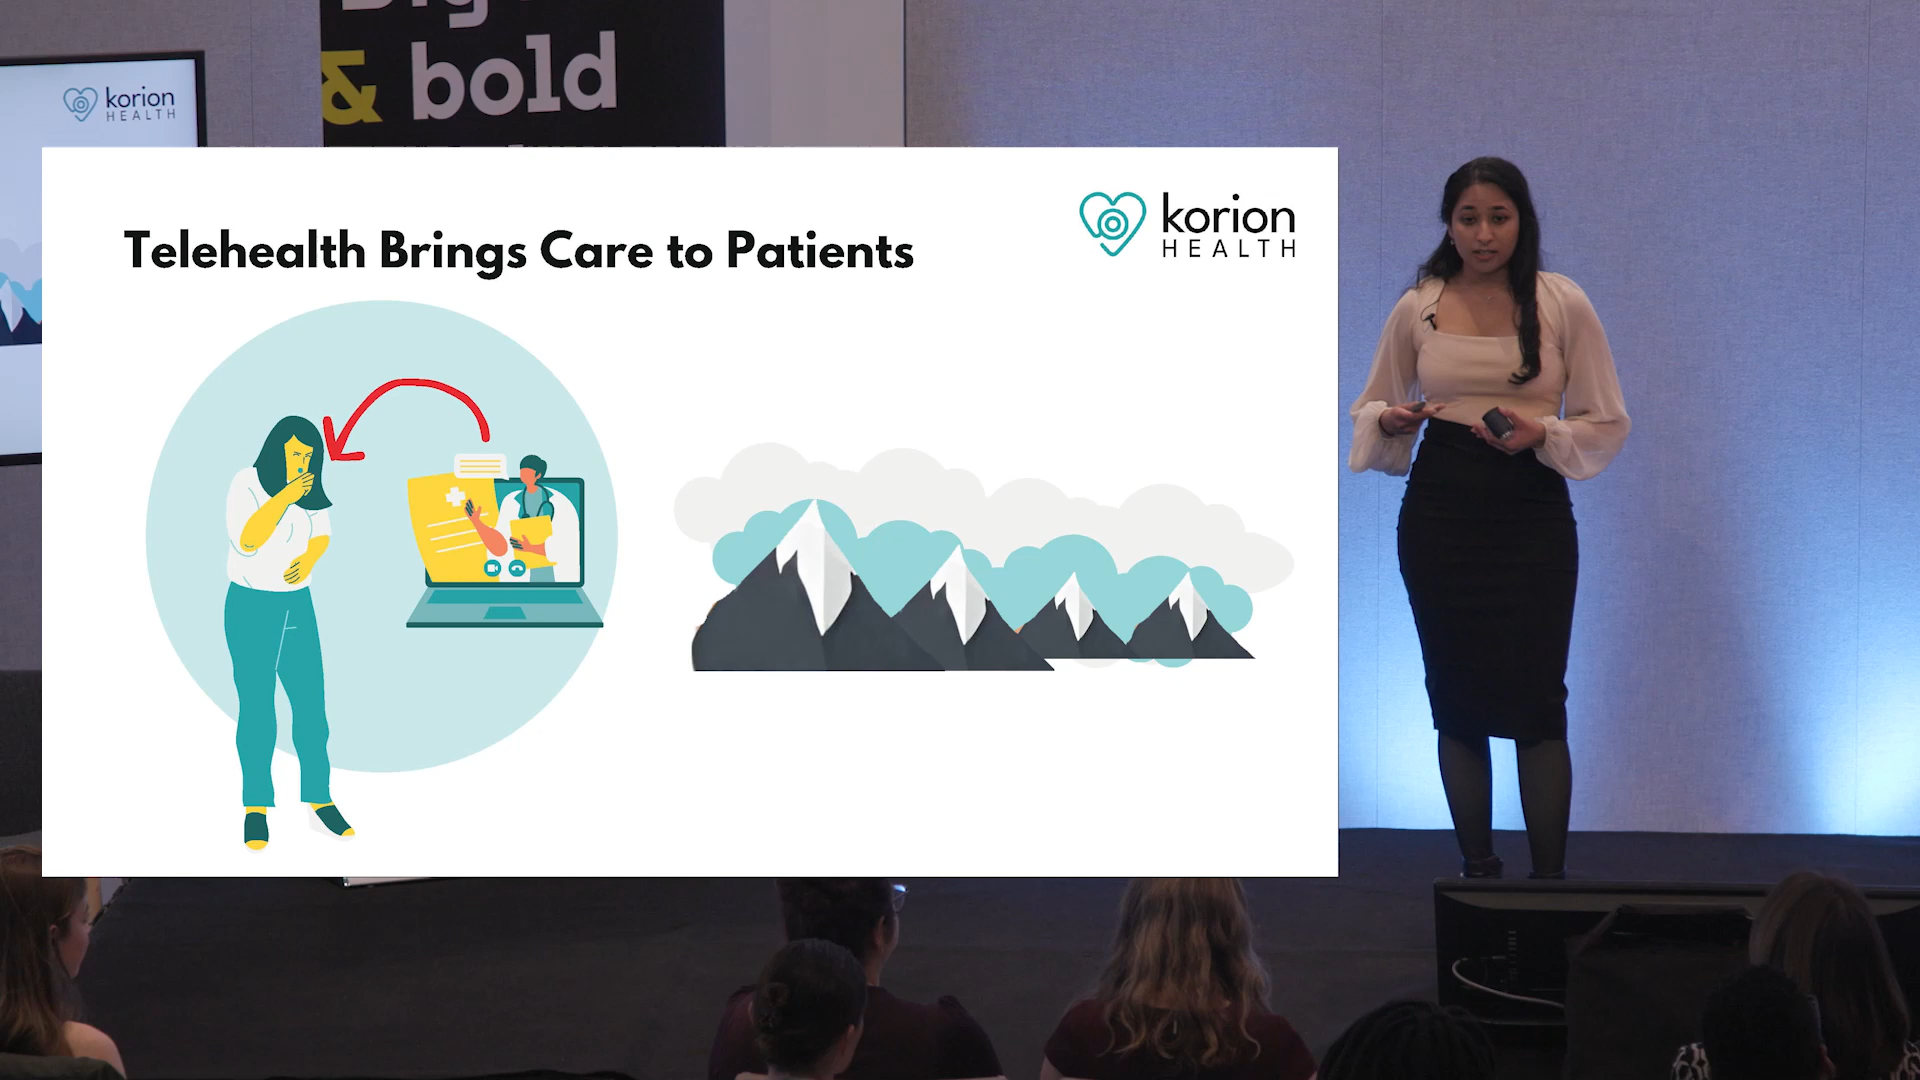 & bold
korion
HEALTH
Telehealth Brings Care to Patients
korion
HEALTH